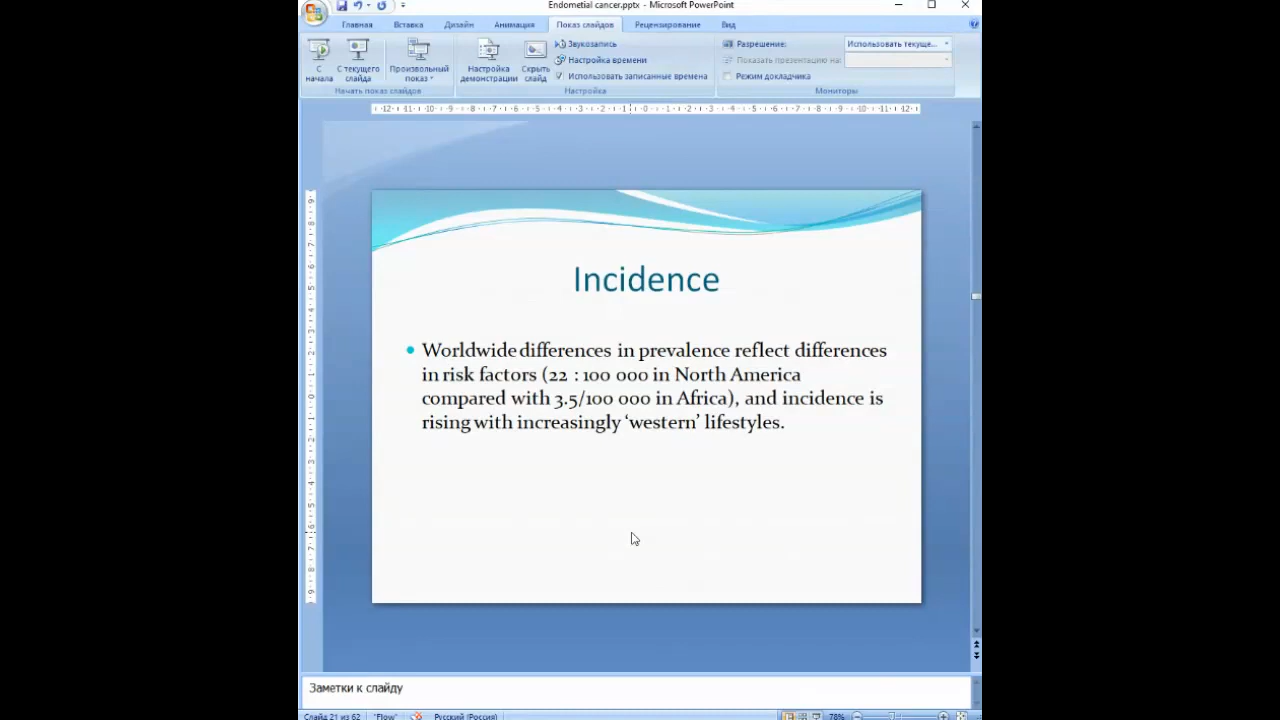 Endometial cancer.pptx - Microsoft PowerPoint
Главная Вставка Дизайн Анимация Показ слайдов Рецензирование Вид
С начала
С текущего слайда
Произвольный показ
Начать показ слайдов
Настройка демонстрации
Скрыть слайд
Звукозапись
Настройка времени
Использовать записанные времена
Настройка
Разрешение: Использовать текуще...
Показать презентацию на:
Режим докладчика
Мониторы
Incidence
Worldwide differences in prevalence reflect differences
in risk factors (22 : 100 000 in North America
compared with 3.5/100 000 in Africa), and incidence is
rising with increasingly ‘western’ lifestyles.
Заметки к слайду
Слайд 21 из 62 "Flow" Русский (Россия) 78%